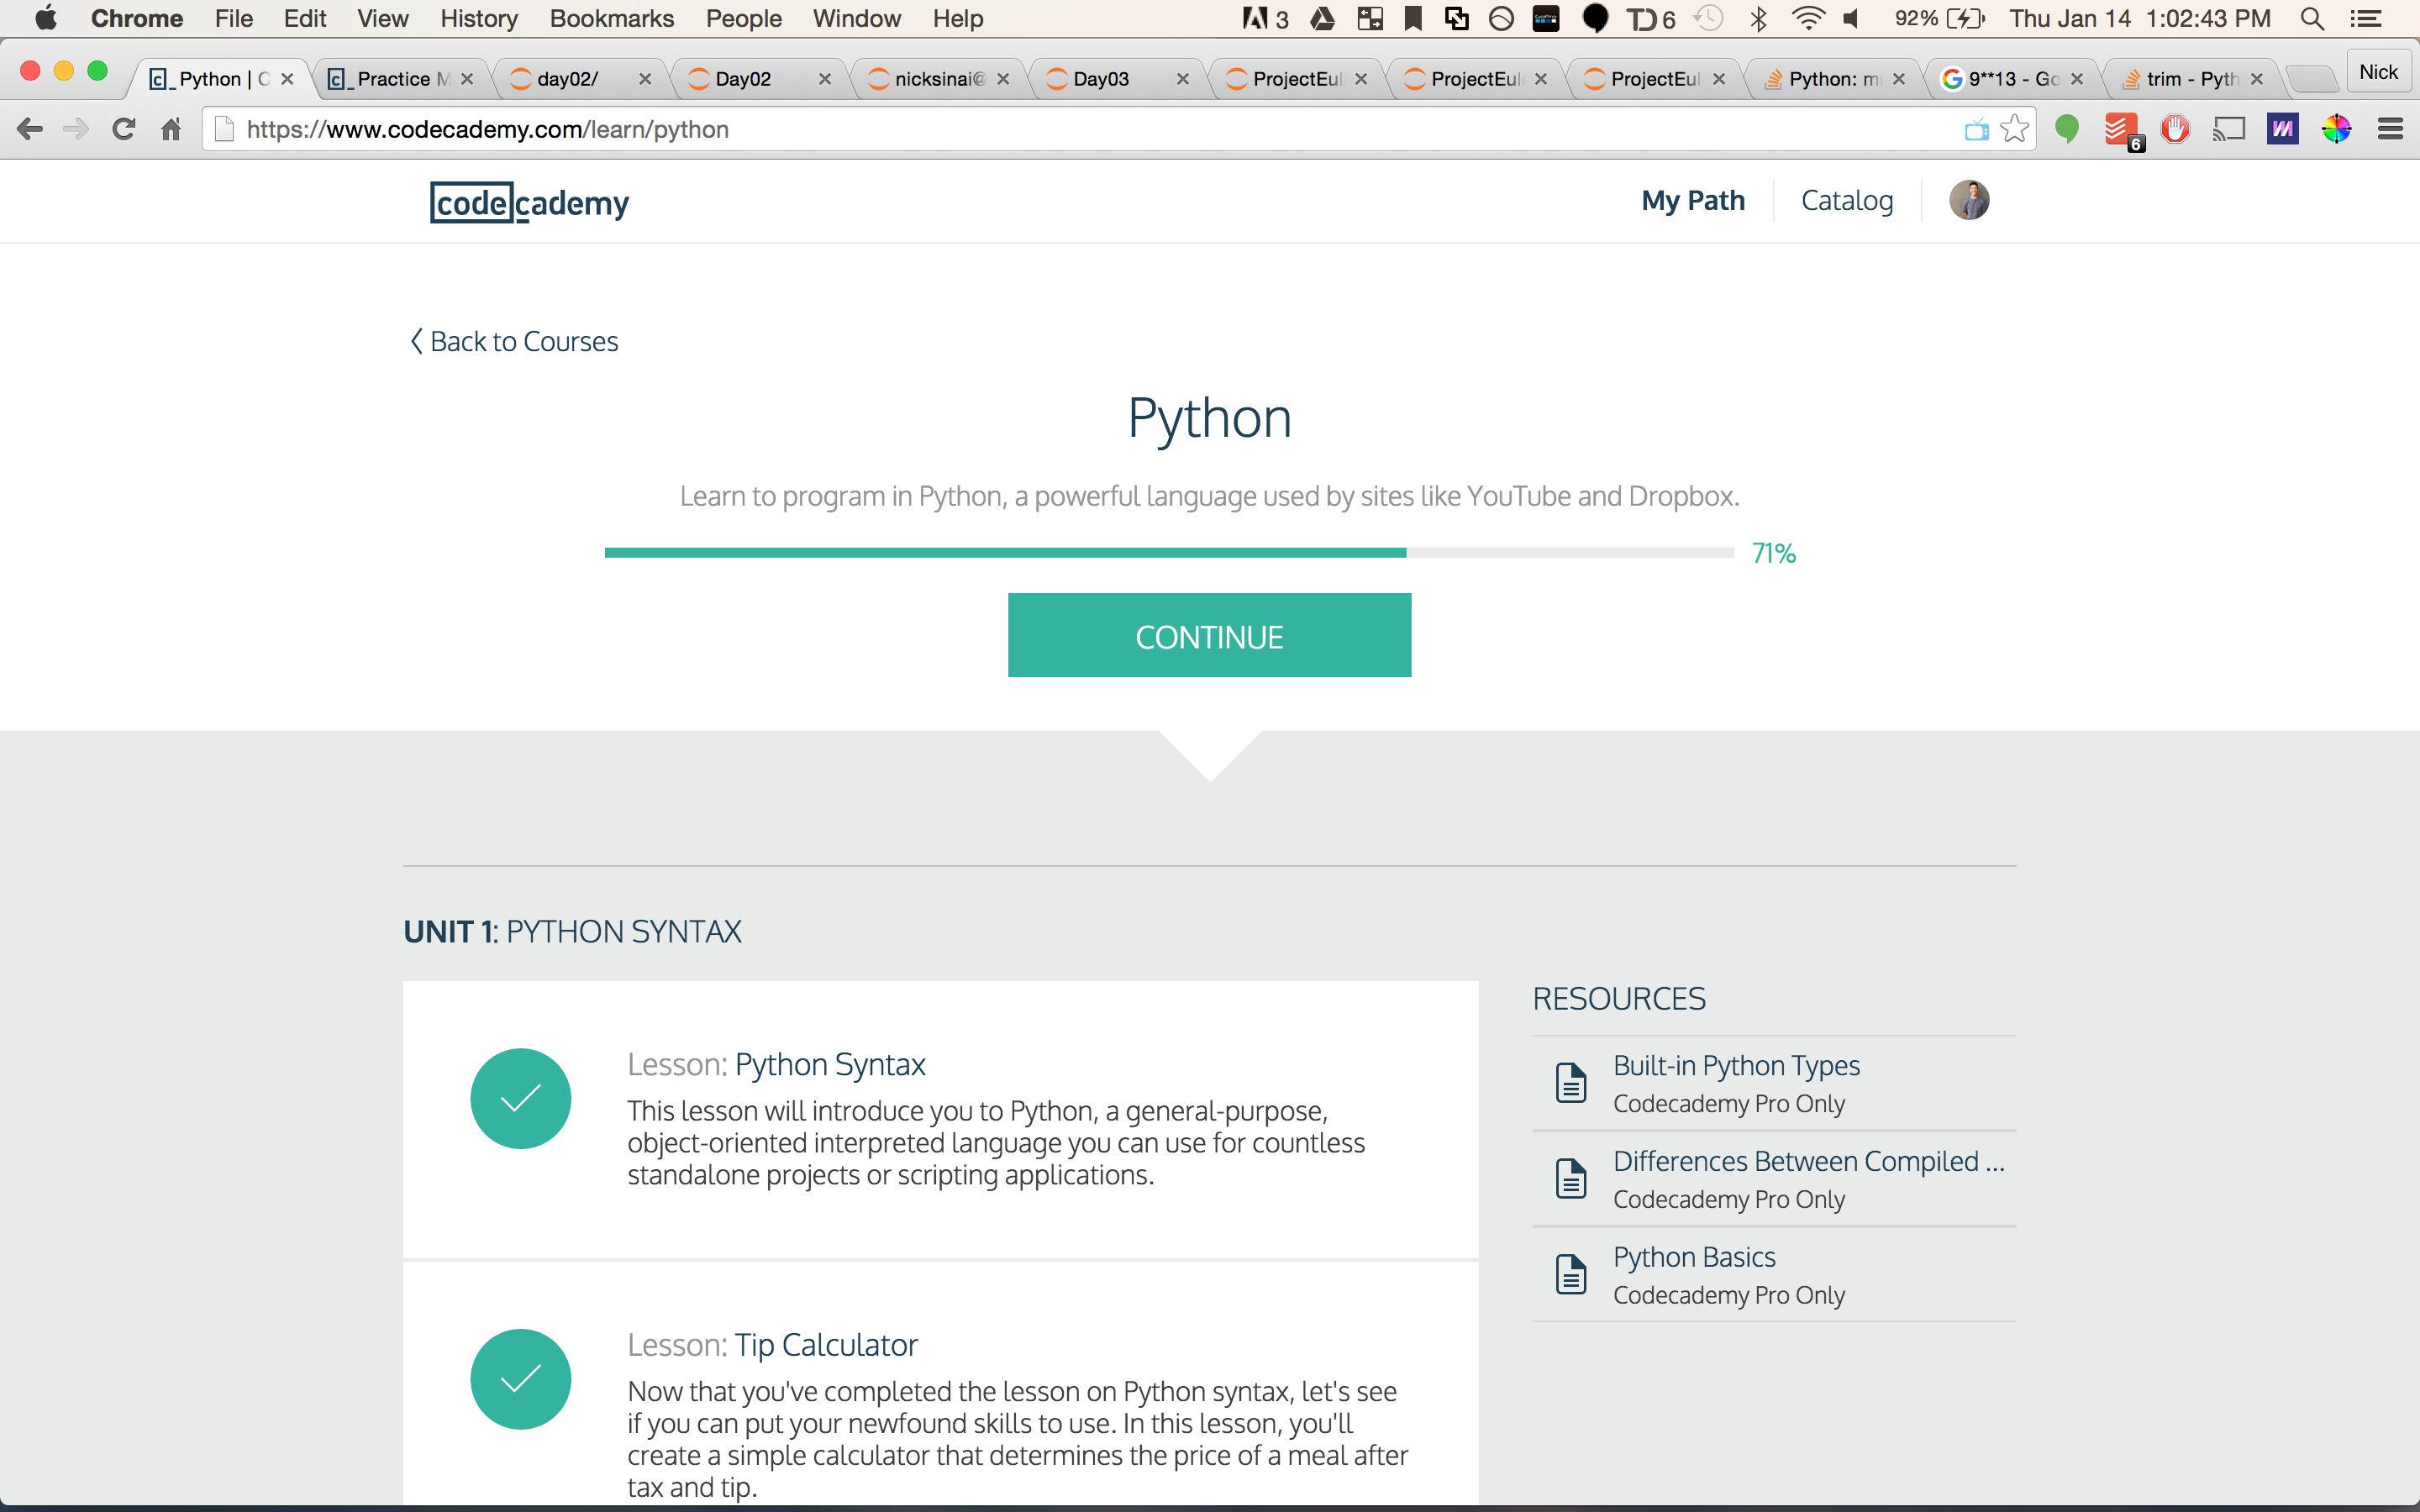 Chrome File Edit View History Bookmarks People Window Help 3 6 92% Thu Jan 14 1:02:43 PM
Python | C Practice M day02/ Day02 nicksinai@ Day03 ProjectEul ProjectEul ProjectEul Python: m 9**13 - Go trim - Pyth Nick
https://www.codecademy.com/learn/python 6
codecademy My Path Catalog
Back to Courses
Python
Learn to program in Python, a powerful language used by sites like YouTube and Dropbox.
71%
CONTINUE
UNIT 1: PYTHON SYNTAX
Lesson: Python Syntax
This lesson will introduce you to Python, a general-purpose,
object-oriented interpreted language you can use for countless
standalone projects or scripting applications.
Lesson: Tip Calculator
Now that you've completed the lesson on Python syntax, let's see
if you can put your newfound skills to use. In this lesson, you'll
create a simple calculator that determines the price of a meal after
tax and tip.
RESOURCES
Built-in Python Types
Codecademy Pro Only
Differences Between Compiled ...
Codecademy Pro Only
Python Basics
Codecademy Pro Only